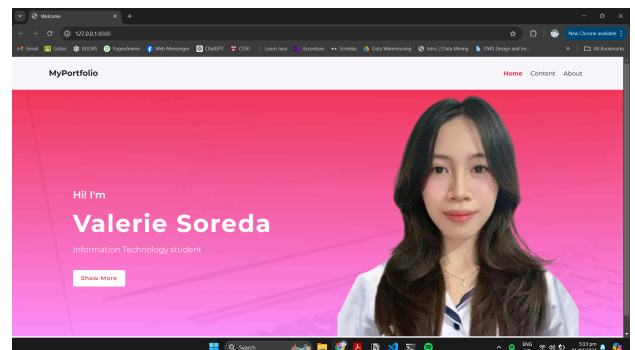 Welcome
127.0.0.1:8000
New Chrome available
Gmail Gdass BULMS YugenAnime Web Messenger ChatGPT CS50 Learn Java Accenture Scrimba Data Warehousing Intro 2 Data Mining DWS Design and Im... All Bookmarks
MyPortfolio Home Content About
Hi! I'm
Valerie Soreda
Information Technology student
Show More
Search
ENG 5:13 pm